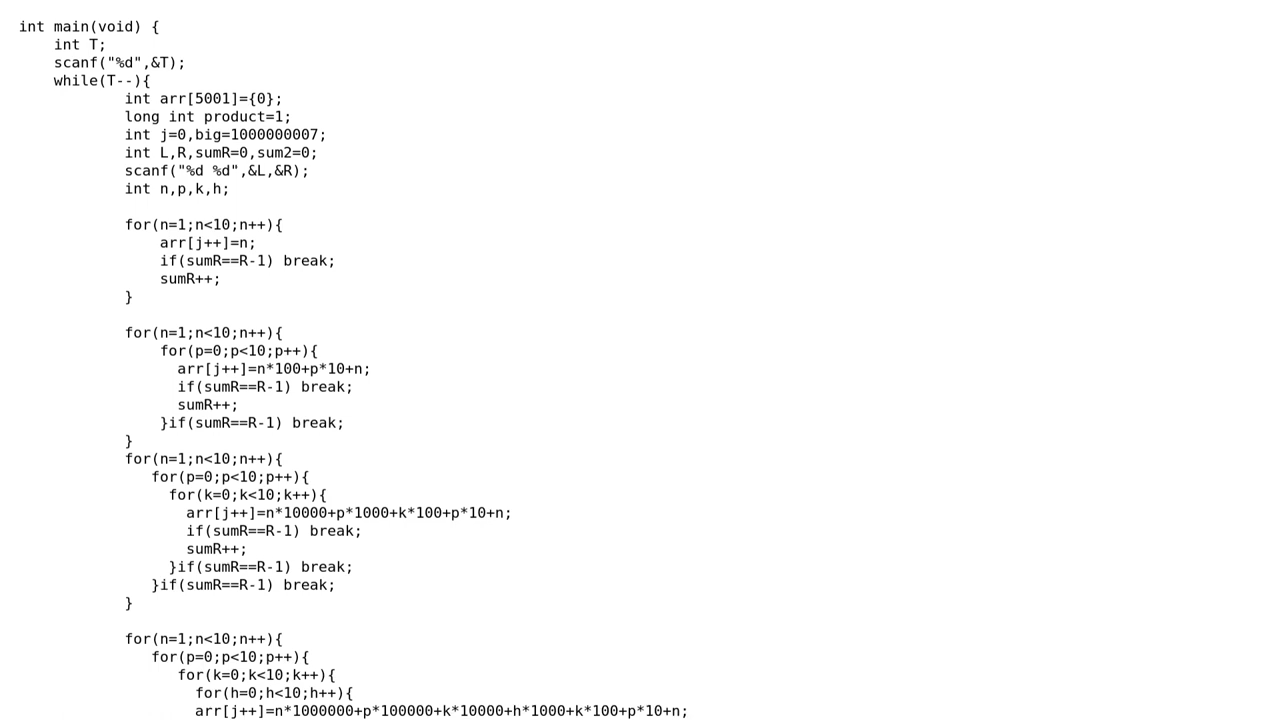 int main(void) {
    int T;
    scanf("%d",&T);
    while(T--){
            int arr[5001]={0};
            long int product=1;
            int j=0,big=1000000007;
            int L,R,sumR=0,sum2=0;
            scanf("%d %d",&L,&R);
            int n,p,k,h;

            for(n=1;n<10;n++){
                arr[j++]=n;
                if(sumR==R-1) break;
                sumR++;
            }

            for(n=1;n<10;n++){
                for(p=0;p<10;p++){
                  arr[j++]=n*100+p*10+n;
                  if(sumR==R-1) break;
                  sumR++;
                }if(sumR==R-1) break;
            }
            for(n=1;n<10;n++){
               for(p=0;p<10;p++){
                 for(k=0;k<10;k++){
                   arr[j++]=n*10000+p*1000+k*100+p*10+n;
                   if(sumR==R-1) break;
                   sumR++;
                 }if(sumR==R-1) break;
               }if(sumR==R-1) break;
            }

            for(n=1;n<10;n++){
               for(p=0;p<10;p++){
                  for(k=0;k<10;k++){
                    for(h=0;h<10;h++){
                    arr[j++]=n*1000000+p*100000+k*10000+h*1000+k*100+p*10+n;